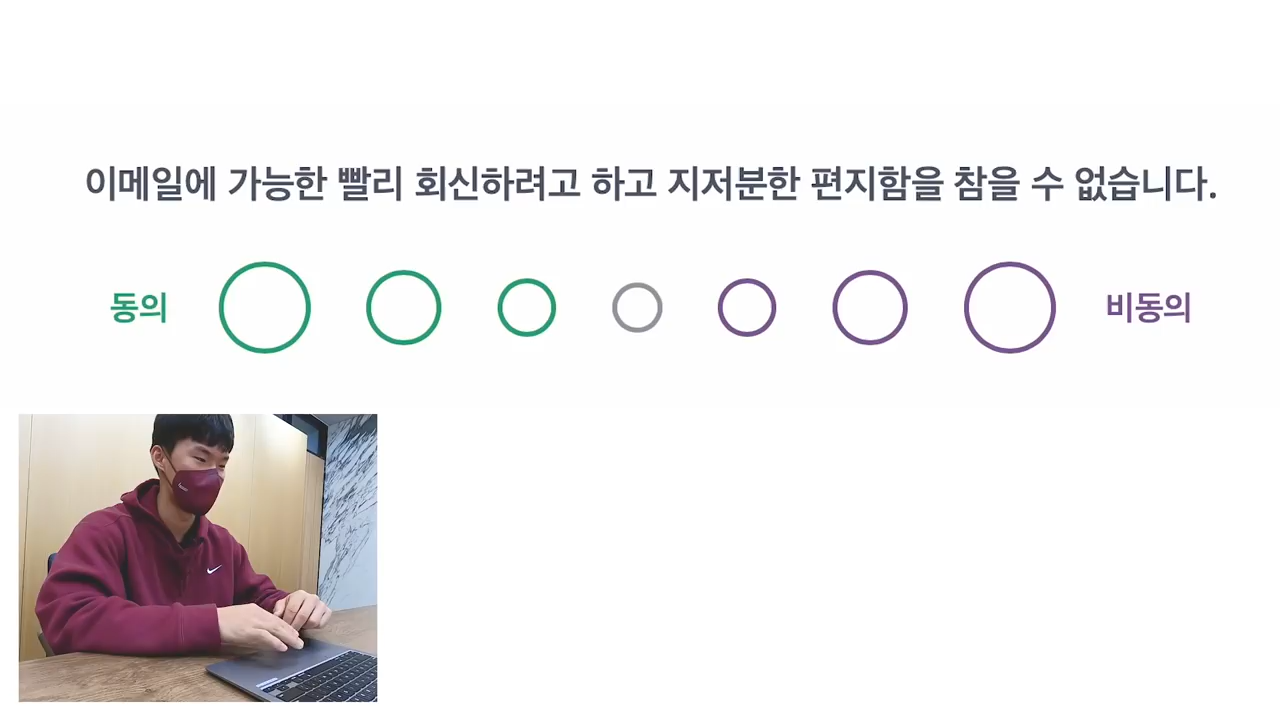 이메일에 가능한 빨리 회신하려고 하고 지저분한 편지함을 참을 수 없습니다.
동의
비동의